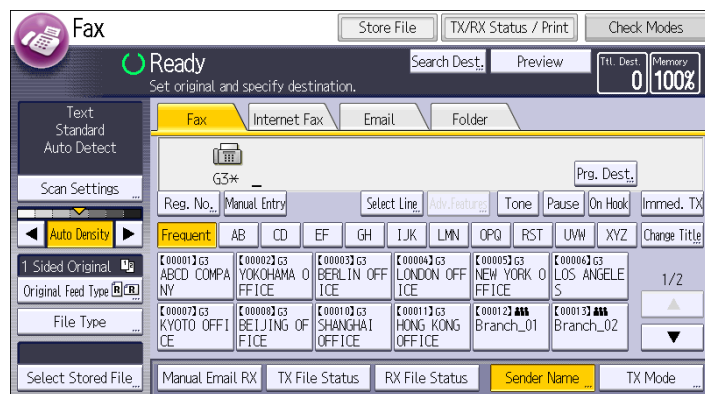 Fax
Store File TX/RX Status / Print Check Modes
Ready
Set original and specify destination.
Search Dest. Preview
Ttl. Dest. 0
Memory 100%
Text
Standard
Auto Detect
Scan Settings
Auto Density
1 Sided Original
Original Feed Type
File Type
Select Stored File
Fax Internet Fax Email Folder
G3* _
Prg. Dest.
Reg. No. Manual Entry Select Line Adv.Features Tone Pause On Hook Immed. TX
Frequent AB CD EF GH IJK LMN OPQ RST UVW XYZ Change Title
【00001】G3
ABCD COMPA
NY
【00002】G3
YOKOHAMA O
FFICE
【00003】G3
BERLIN OFF
ICE
【00004】G3
LONDON OFF
ICE
【00005】G3
NEW YORK O
FFICE
【00006】G3
LOS ANGELE
S
1/2
【00007】G3
KYOTO OFFI
CE
【00008】G3
BEIJING OF
FICE
【00010】G3
SHANGHAI
OFFICE
【00011】G3
HONG KONG
OFFICE
【00012】
Branch_01
【00013】
Branch_02
Manual Email RX TX File Status RX File Status Sender Name TX Mode